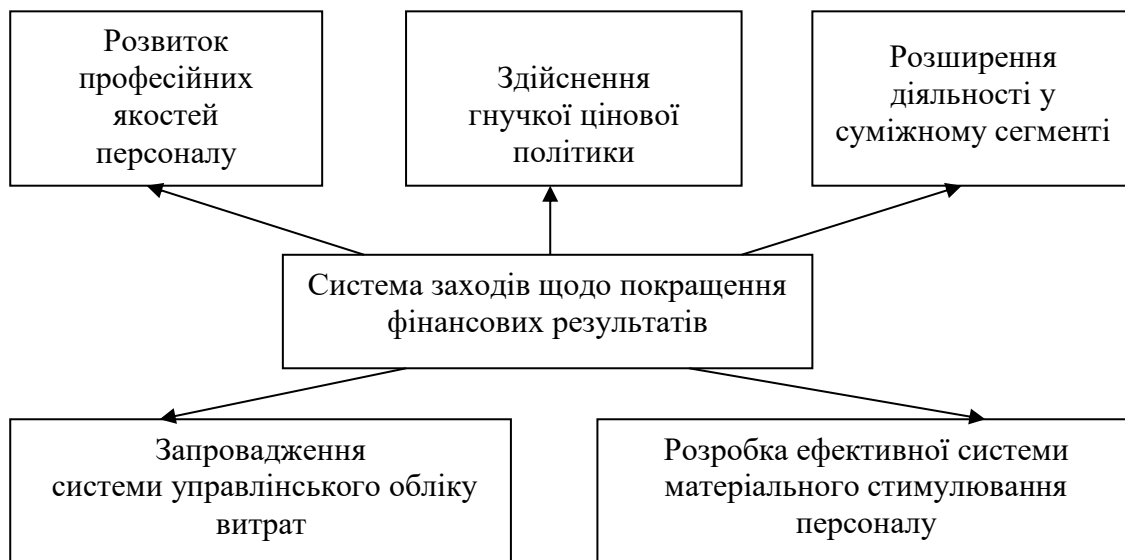 Розвиток
професійних
якостей
персоналу
Здійснення
гнучкої цінової
політики
Розширення
діяльності у
суміжному сегменті
Система заходів щодо покращення
фінансових результатів
Запровадження
системи управлінського обліку
витрат
Розробка ефективної системи
матеріального стимулювання
персоналу